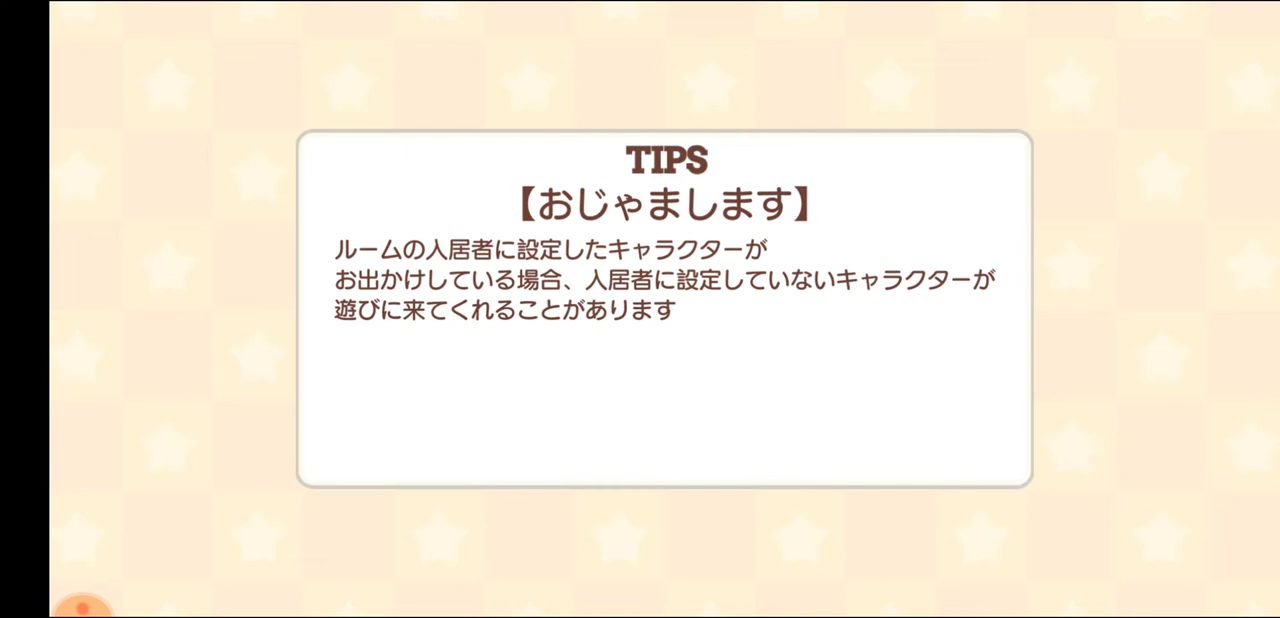 TIPS
【おじゃまします】
ルームの入居者に設定したキャラクターが
お出かけしている場合、入居者に設定していないキャラクターが
遊びに来てくれることがあります